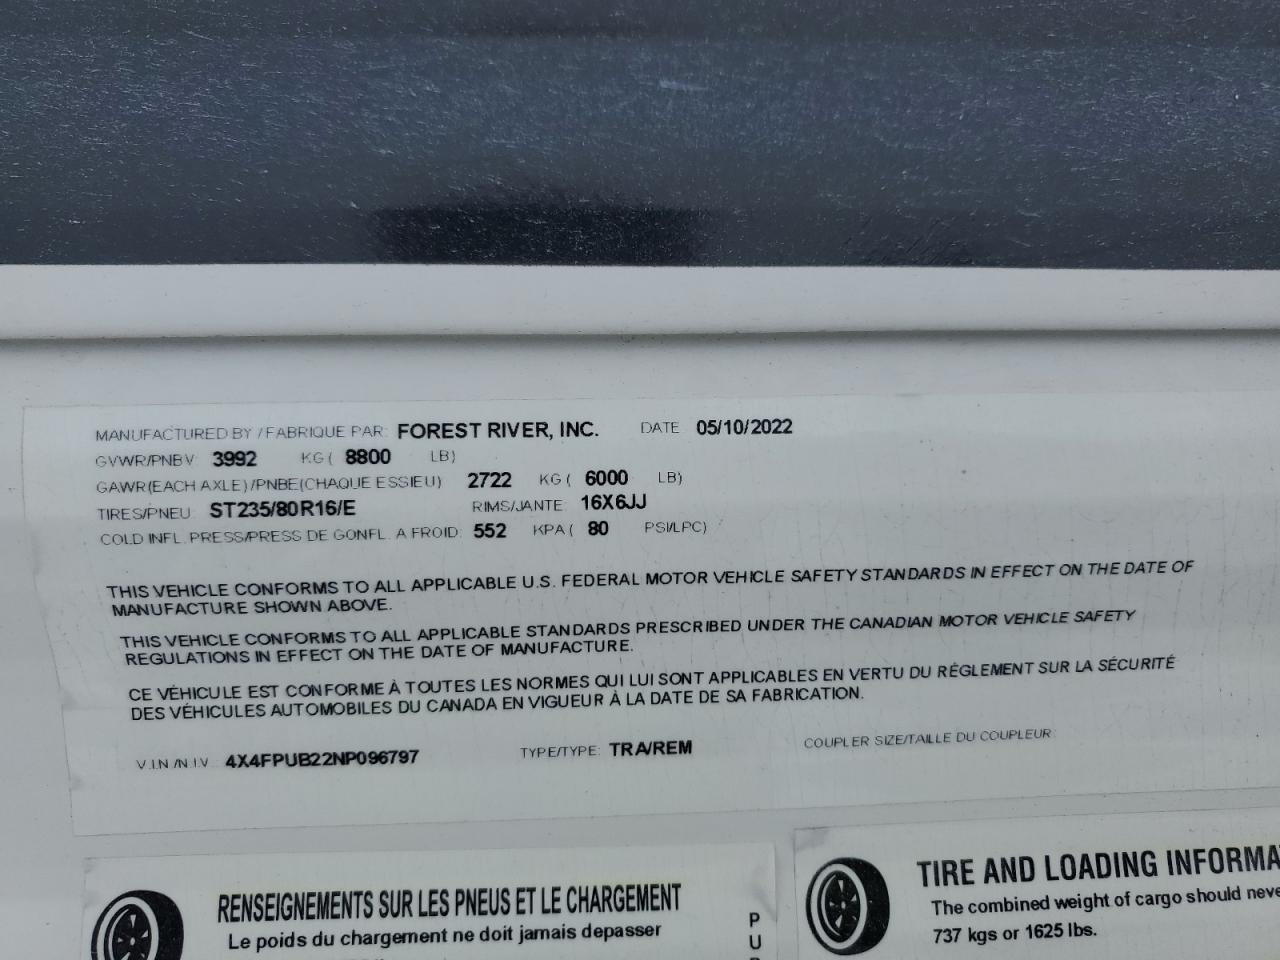 MANUFACTURED BY / FABRIQUE PAR: FOREST RIVER, INC. DATE 05/10/2022
GVWR/PNBV 3992 KG ( 8800 LB)
GAWR(EACH AXLE)/PNBE(CHAQUE ESSIEU) 2722 KG ( 6000 LB)
TIRES/PNEU ST235/80R16/E RIMS/JANTE 16X6JJ
COLD INFL. PRESS/PRESS DE GONFL. A FROID: 552 KPA ( 80 PSI/LPC)
THIS VEHICLE CONFORMS TO ALL APPLICABLE U.S. FEDERAL MOTOR VEHICLE SAFETY STANDARDS IN EFFECT ON THE DATE OF
MANUFACTURE SHOWN ABOVE.
THIS VEHICLE CONFORMS TO ALL APPLICABLE STANDARDS PRESCRIBED UNDER THE CANADIAN MOTOR VEHICLE SAFETY
REGULATIONS IN EFFECT ON THE DATE OF MANUFACTURE.
CE VÉHICULE EST CONFORME À TOUTES LES NORMES QUI LUI SONT APPLICABLES EN VERTU DU RÉGLEMENT SUR LA SÉCURITÉ
DES VÉHICULES AUTOMOBILES DU CANADA EN VIGUEUR À LA DATE DE SA FABRICATION.
V.I.N./N.I.V. 4X4FPUB22NP096797 TYPE/TYPE: TRA/REM COUPLER SIZE/TAILLE DU COUPLEUR:
RENSEIGNEMENTS SUR LES PNEUS ET LE CHARGEMENT
Le poids du chargement ne doit jamais depasser
P
U
TIRE AND LOADING INFORMA
The combined weight of cargo should neve
737 kgs or 1625 lbs.